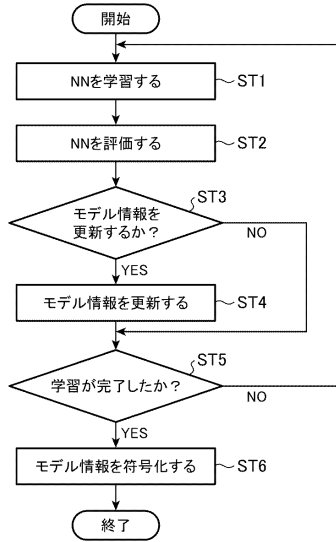 開始
NNを学習する
ST1
NNを評価する
ST2
モデル情報を
更新するか？
ST3
NO
YES
モデル情報を更新する
ST4
学習が完了したか？
ST5
NO
YES
モデル情報を符号化する
ST6
終了